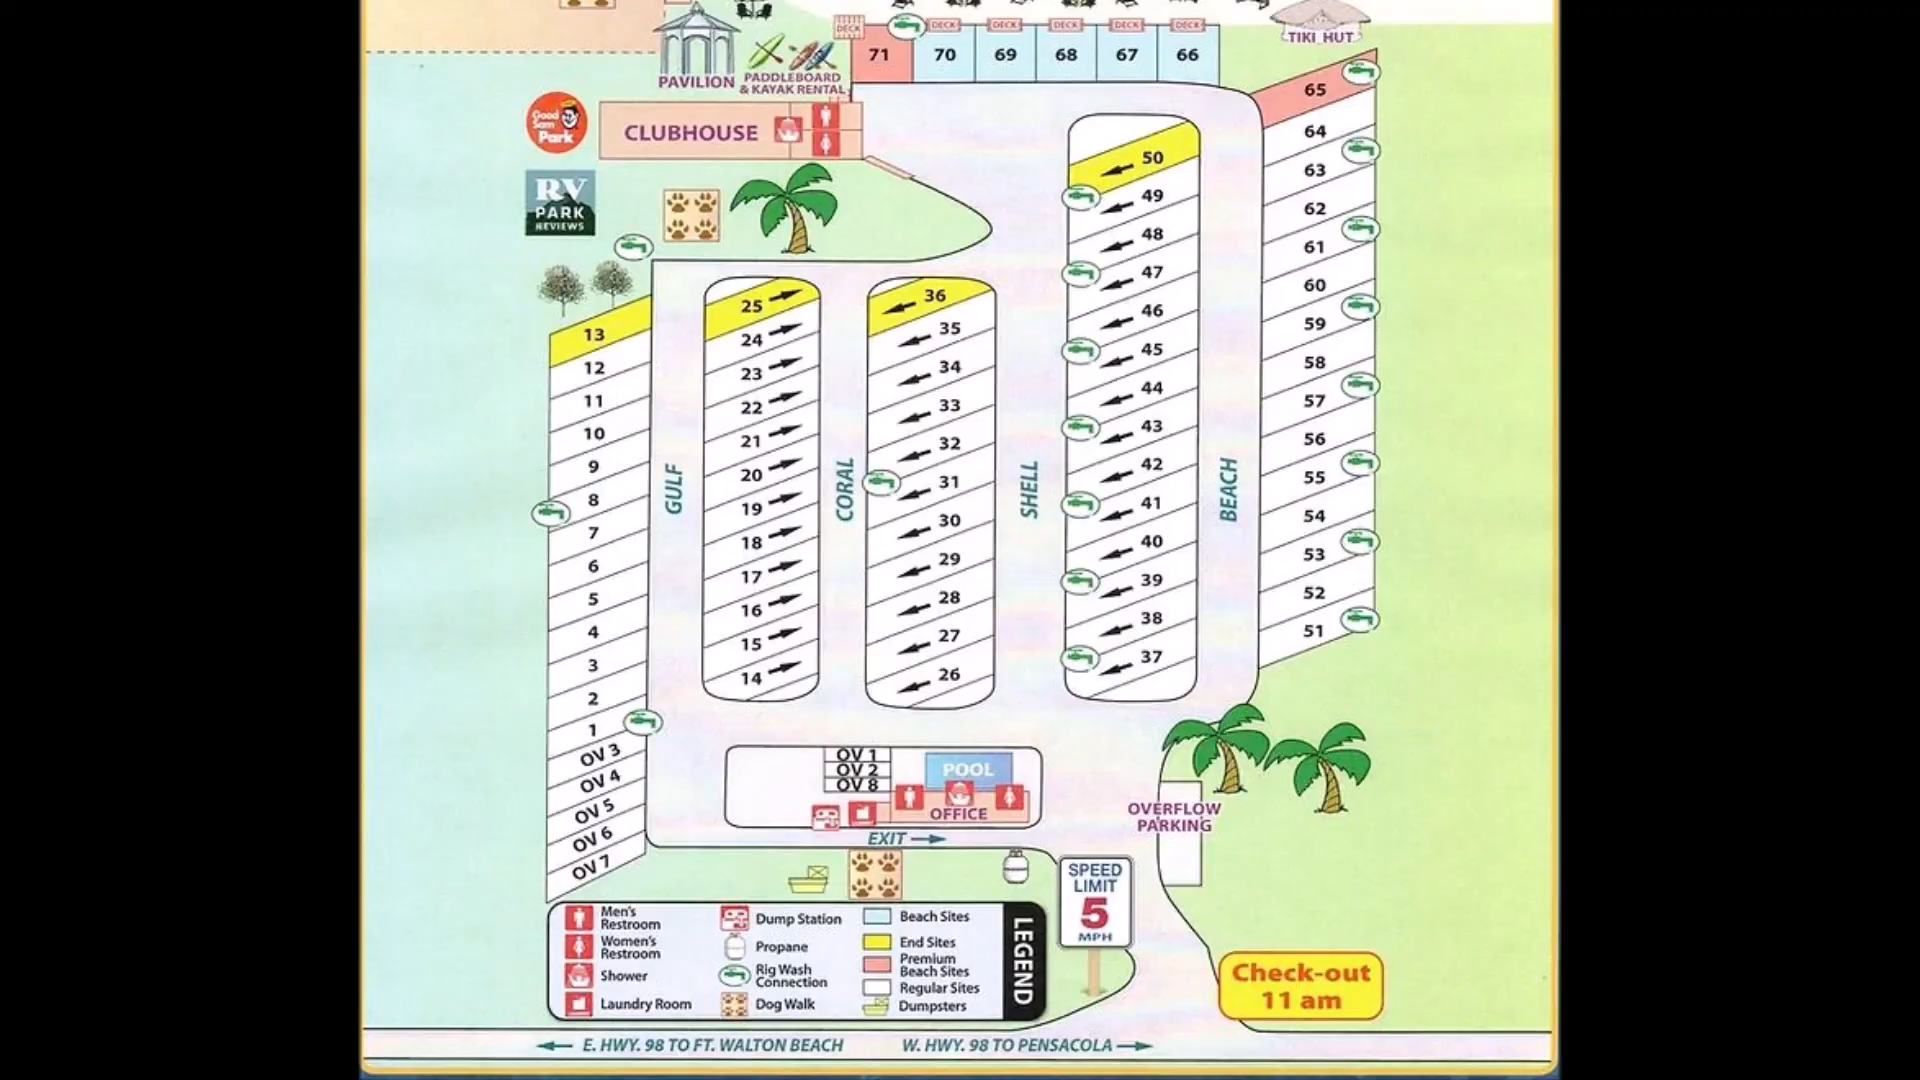 DECK
DECK
DECK
DECK
DECK
DECK
TIKI HUT
71
70
69
68
67
66
PAVILION
PADDLEBOARD
& KAYAK RENTAL
Good
Sam
Park
CLUBHOUSE
RV
PARK
REVIEWS
65
64
63
62
61
60
59
58
57
56
55
54
53
52
51
50
49
48
47
46
45
44
43
42
41
40
39
38
37
36
35
34
33
32
31
30
29
28
27
26
25
24
23
22
21
20
19
18
17
16
15
14
13
12
11
10
9
8
7
6
5
4
3
2
1
OV 3
OV 4
OV 5
OV 6
OV 7
GULF
CORAL
SHELL
BEACH
OV 1
OV 2
OV 8
POOL
OFFICE
EXIT
OVERFLOW
PARKING
SPEED
LIMIT
5
MPH
Men's
Restroom
Women's
Restroom
Shower
Laundry Room
Dump Station
Propane
Rig Wash
Connection
Dog Walk
Beach Sites
End Sites
Premium
Beach Sites
Regular Sites
Dumpsters
LEGEND
Check-out
11 am
E. HWY. 98 TO FT. WALTON BEACH
W. HWY. 98 TO PENSACOLA